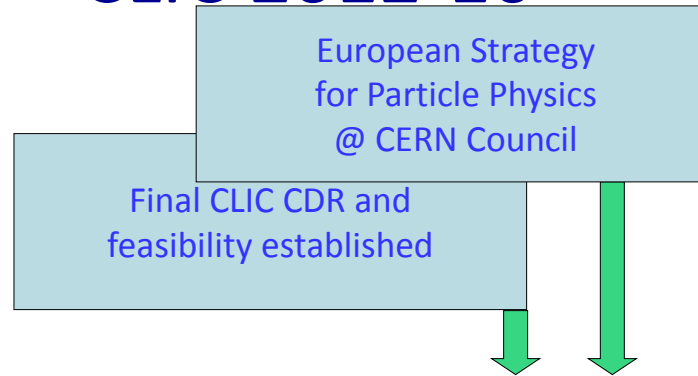 European Strategy
for Particle Physics
@ CERN Council
Final CLIC CDR and
feasibility established